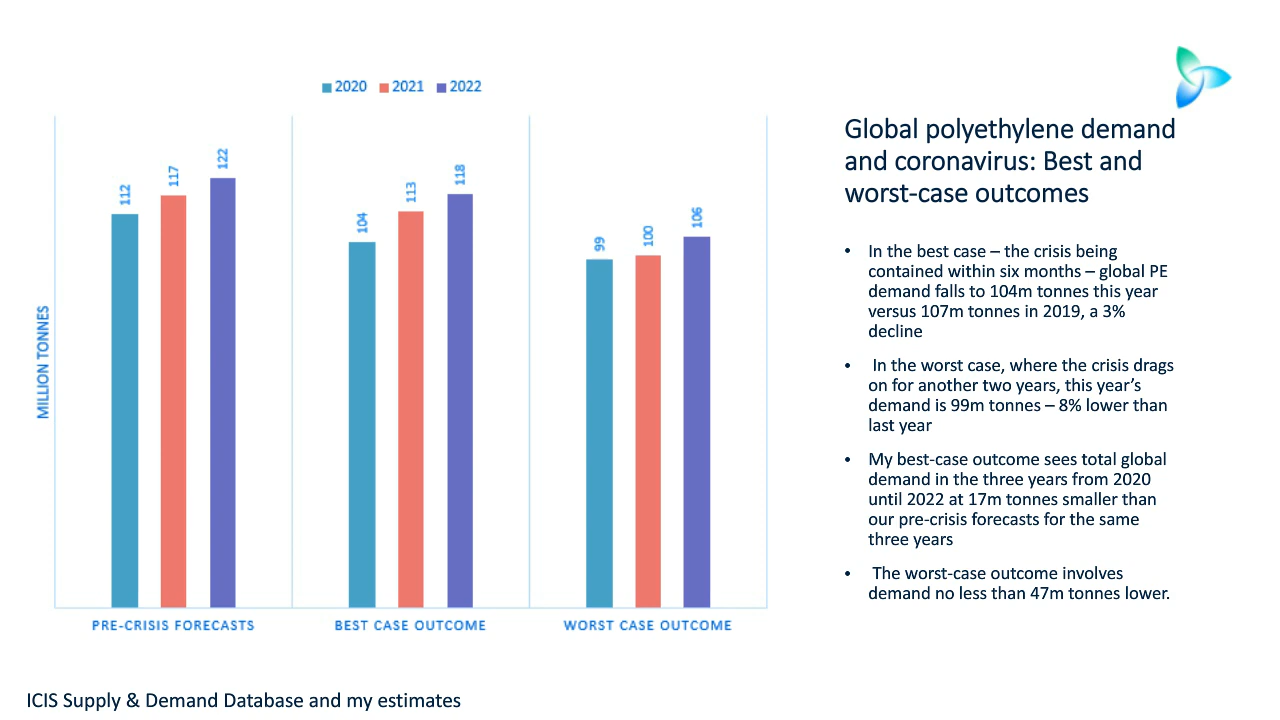 2020 2021 2022
MILLION TONNES
112 117 122
104 113 118
99 100 106
PRE-CRISIS FORECASTS BEST CASE OUTCOME WORST CASE OUTCOME
Global polyethylene demand
and coronavirus: Best and
worst-case outcomes
• In the best case – the crisis being
contained within six months – global PE
demand falls to 104m tonnes this year
versus 107m tonnes in 2019, a 3%
decline
• In the worst case, where the crisis drags
on for another two years, this year's
demand is 99m tonnes – 8% lower than
last year
• My best-case outcome sees total global
demand in the three years from 2020
until 2022 at 17m tonnes smaller than
our pre-crisis forecasts for the same
three years
• The worst-case outcome involves
demand no less than 47m tonnes lower.
ICIS Supply & Demand Database and my estimates